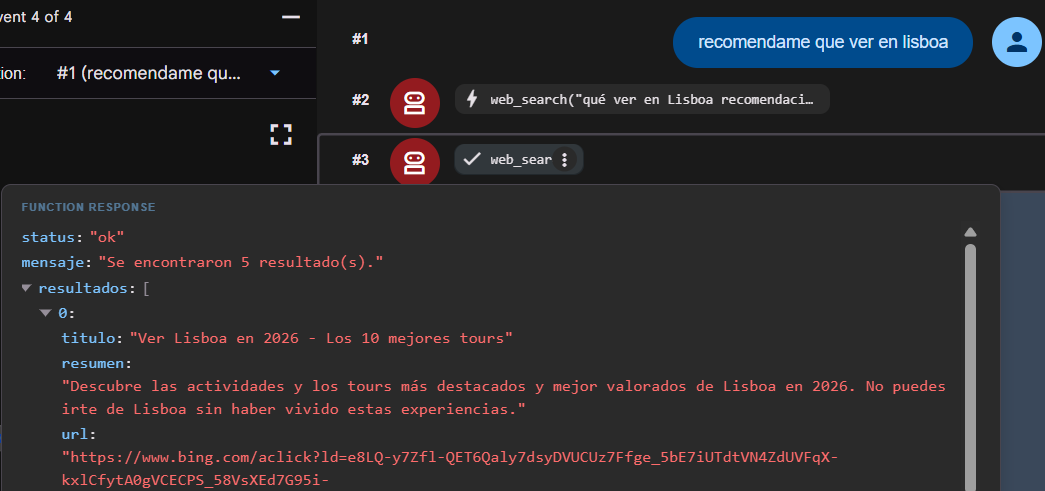 vent 4 of 4
#1
recomendame que ver en lisboa
ion:
#1 (recomendame qu...
#2
web_search("qué ver en Lisboa recomendaci…
#3
web_sear
FUNCTION RESPONSE
status: "ok"
mensaje: "Se encontraron 5 resultado(s)."
resultados: [
0:
titulo: "Ver Lisboa en 2026 - Los 10 mejores tours"
resumen:
"Descubre las actividades y los tours más destacados y mejor valorados de Lisboa en 2026. No puedes
irte de Lisboa sin haber vivido estas experiencias."
url:
"https://www.bing.com/aclick?ld=e8LQ-y7Zfl-QET6Qaly7dsyDVUCUz7Ffge_5bE7iUTdtVN4ZdUVFqX-
kxlCfytA0gVCECPS_58VsXEd7G95i-